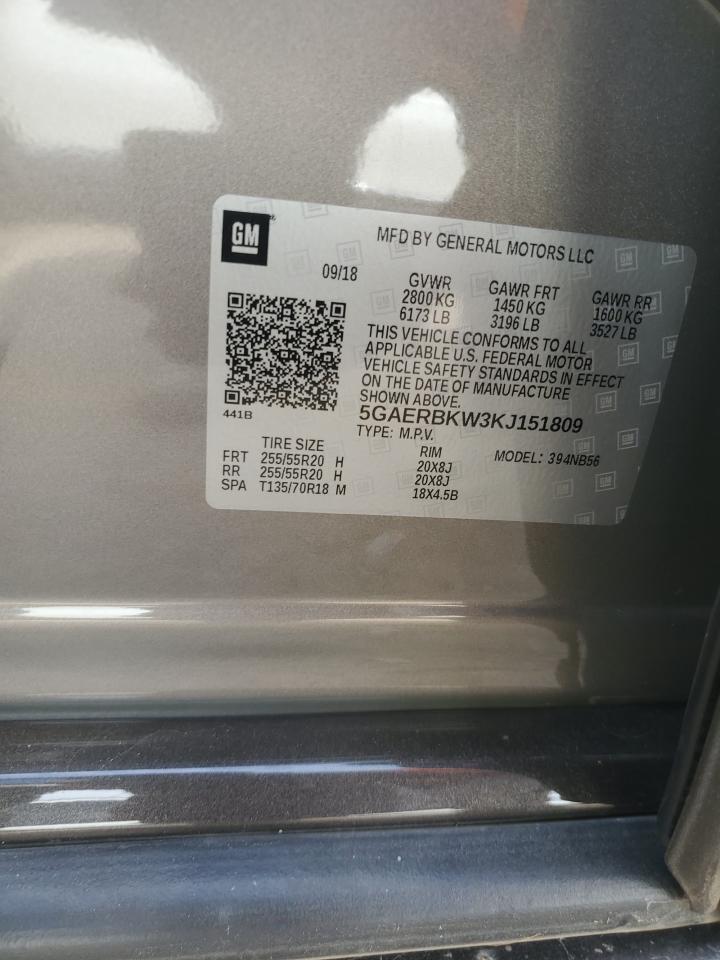 GM
MFD BY GENERAL MOTORS LLC
09/18
GVWR GAWR FRT GAWR RR
2800 KG 1450 KG 1600 KG
6173 LB 3196 LB 3527 LB
THIS VEHICLE CONFORMS TO ALL
APPLICABLE U.S. FEDERAL MOTOR
VEHICLE SAFETY STANDARDS IN EFFECT
ON THE DATE OF MANUFACTURE
SHOWN ABOVE.
441B
5GAERBKW3KJ151809
TYPE: M.P.V. MODEL: 394NB56
TIRE SIZE RIM
FRT 255/55R20 H 20X8J
RR 255/55R20 H 20X8J
SPA T135/70R18 M 18X4.5B